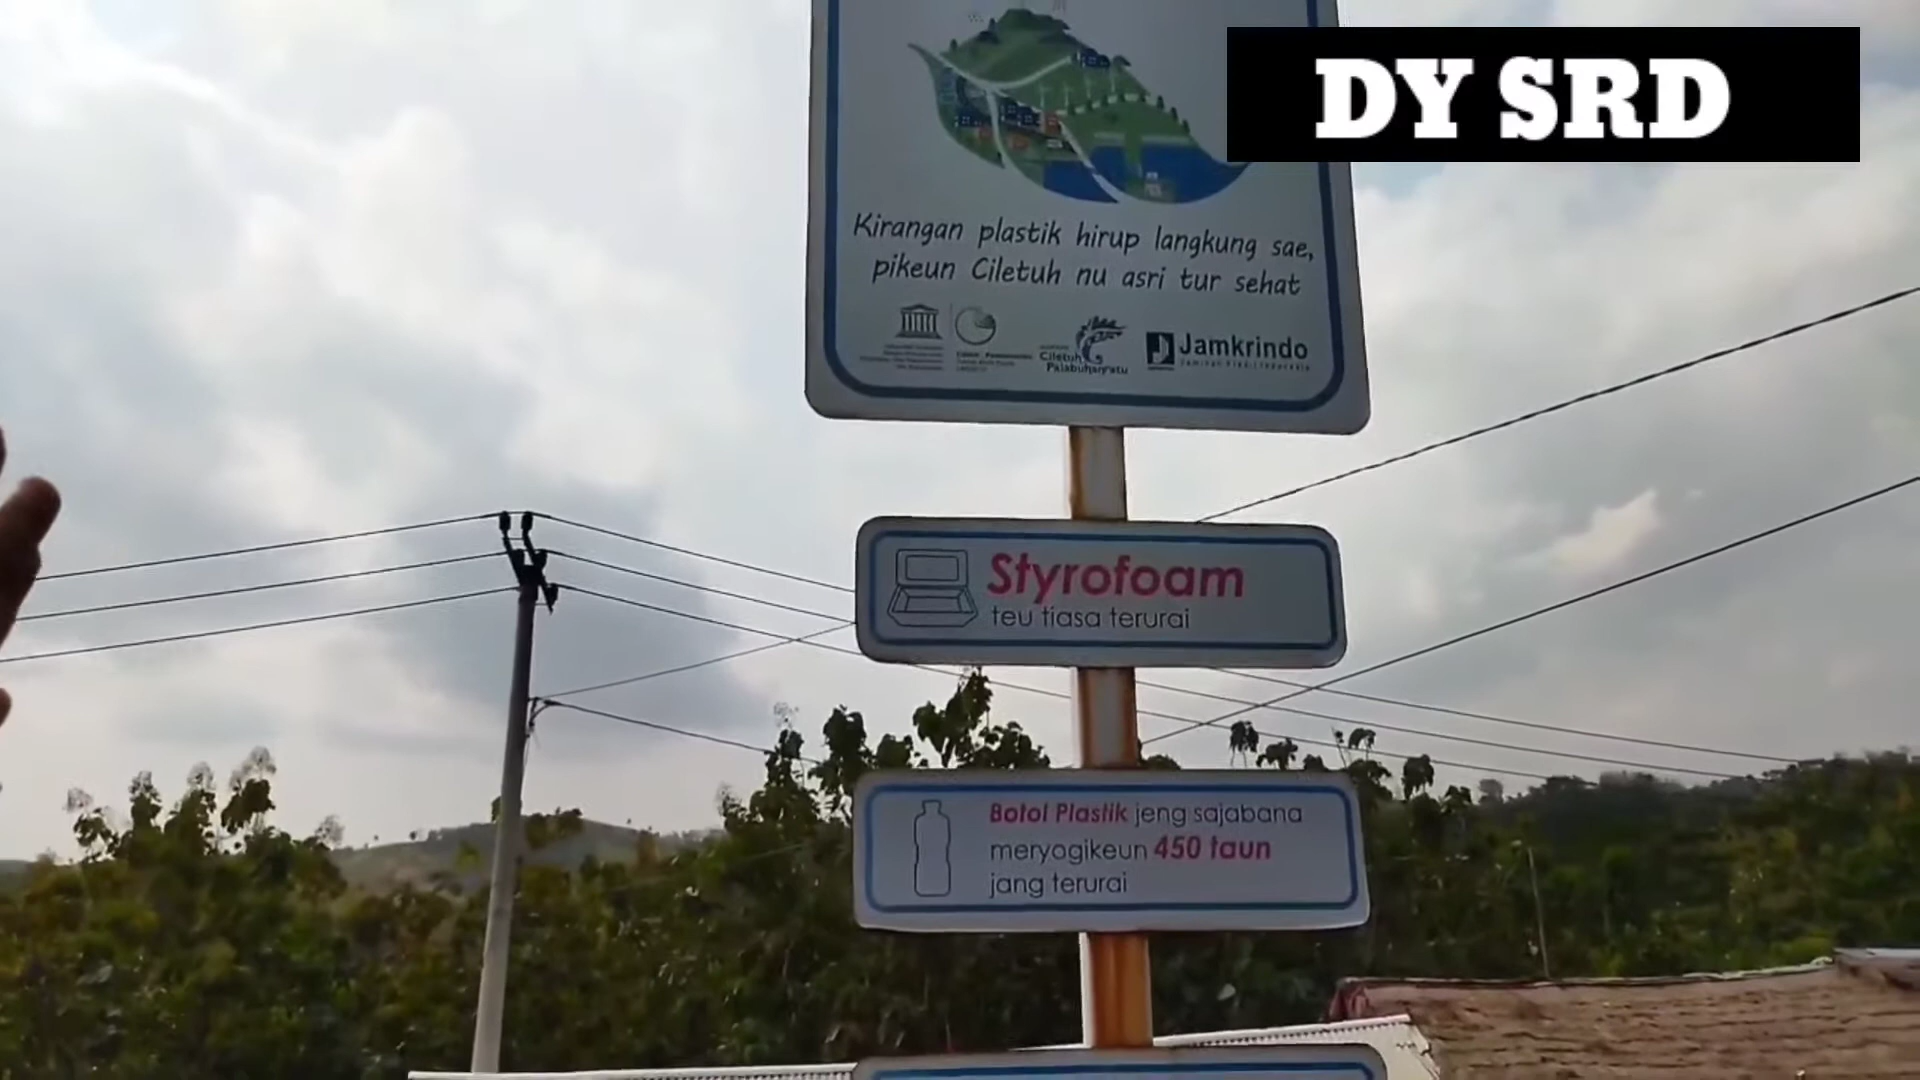 DY SRD
Kirangan plastik hirup langkung sae,
pikeun Ciletuh nu asri tur sehat
Ciletuh
Palabuhanratu
Jamkrindo
Styrofoam
teu tiasa terurai
Botol Plastik jeng sajabana
meryogikeun 450 taun
jang terurai